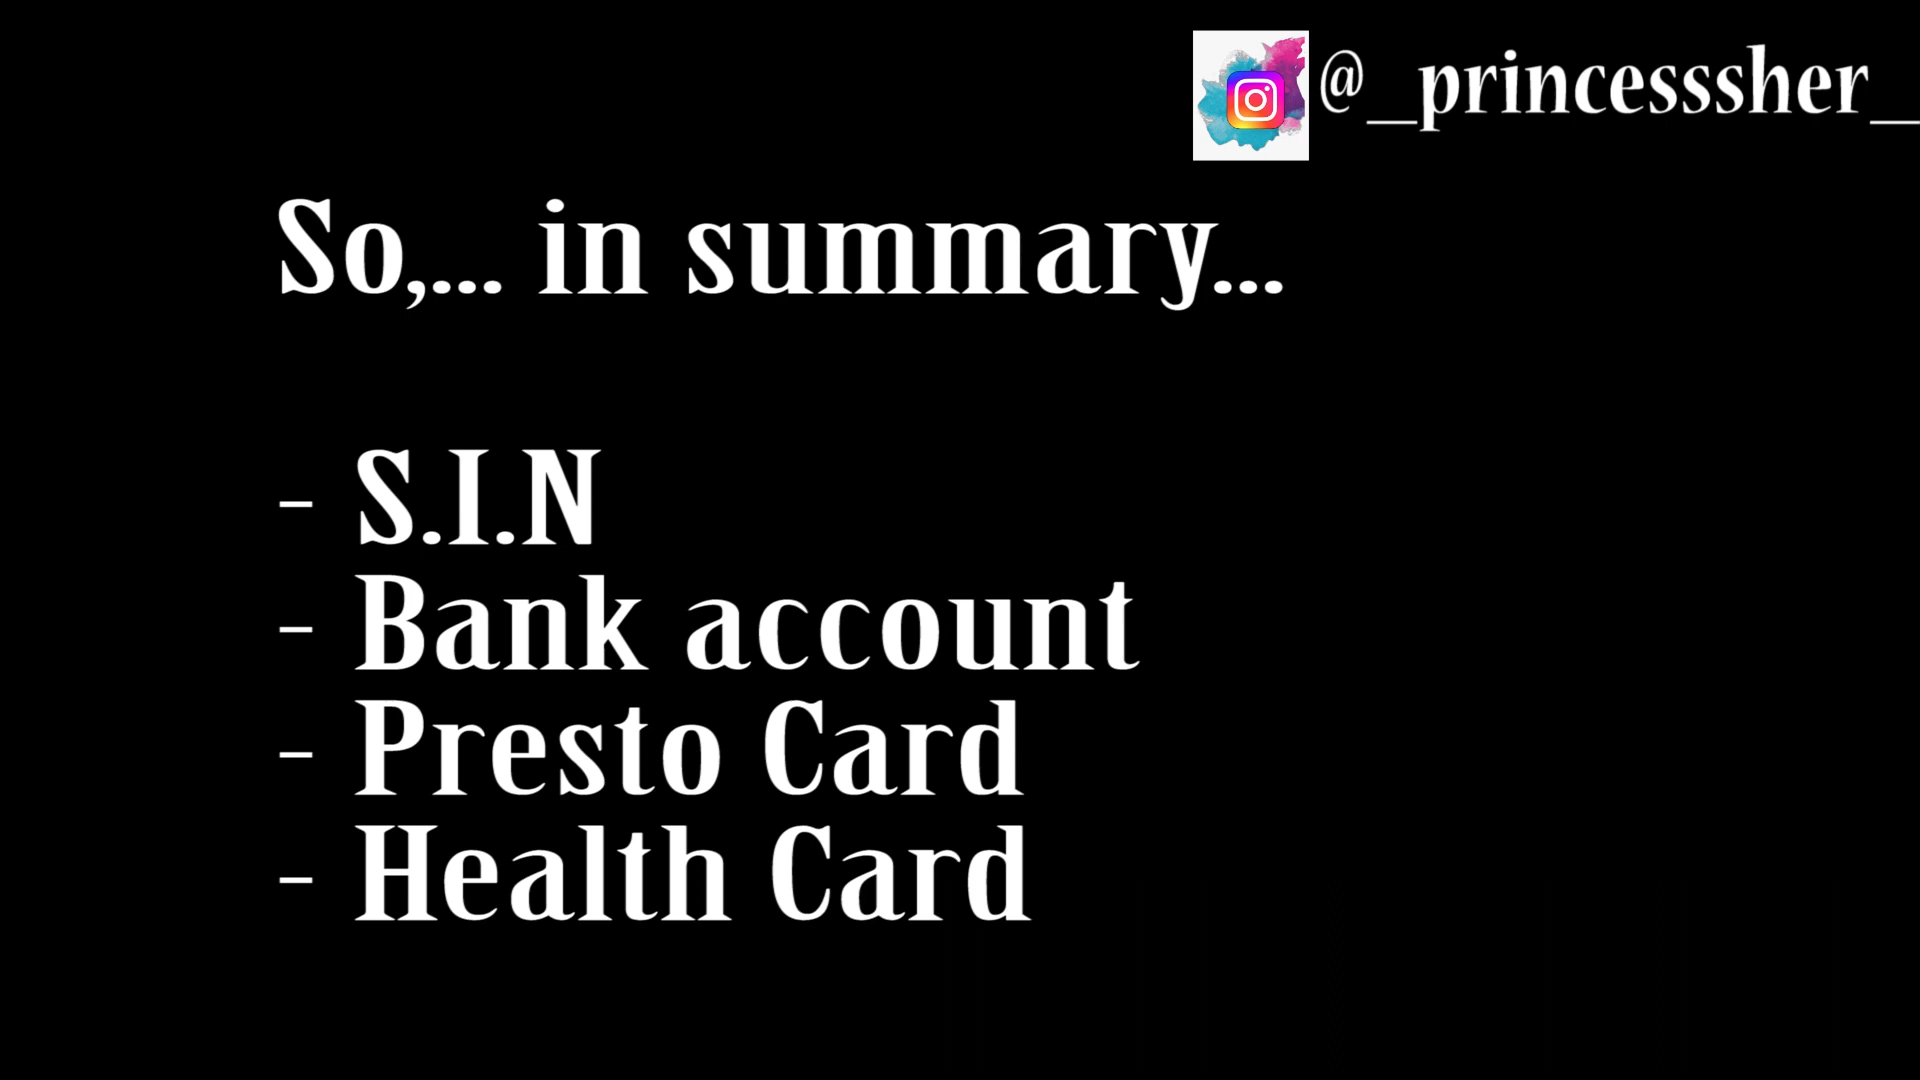 @_princesssher_
So,... in summary...
- S.I.N
- Bank account
- Presto Card
- Health Card